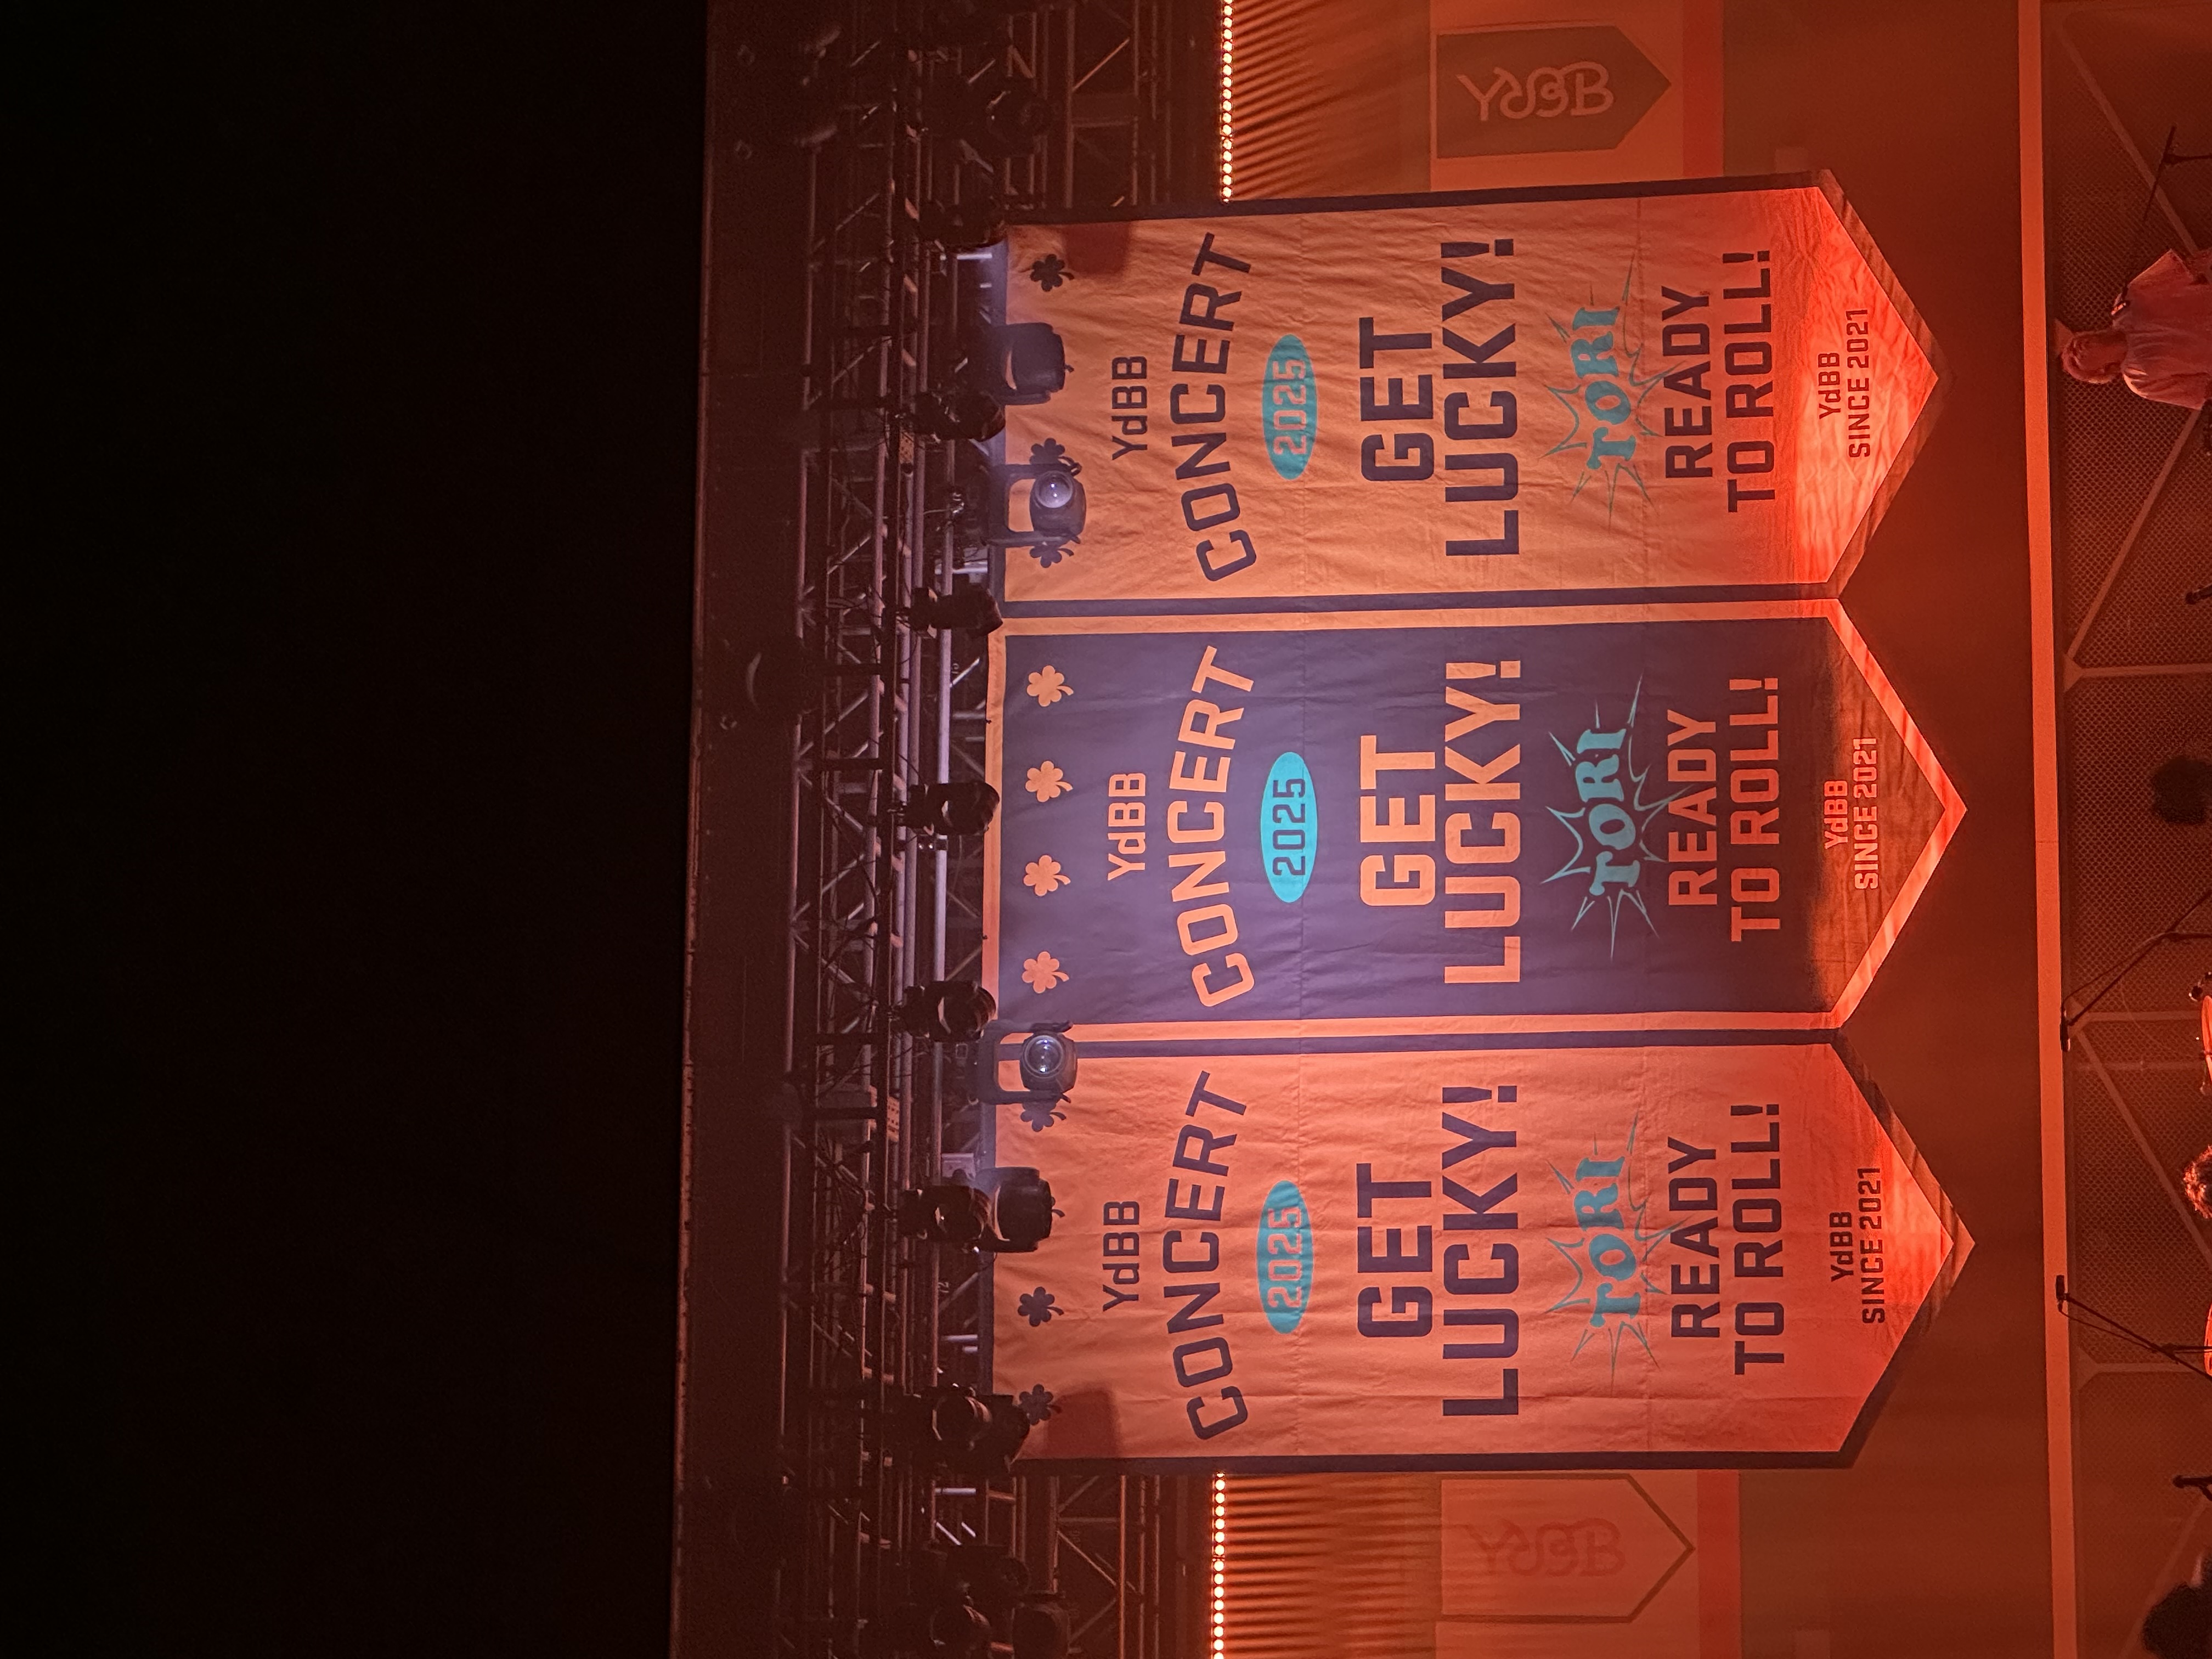 YdBB
CONCERT
2025
GET
LUCKY!
TORI
READY
TO ROLL!
YdBB
SINCE 2021
YdBB
CONCERT
2025
GET
LUCKY!
TORI
READY
TO ROLL!
YdBB
SINCE 2021
YdBB
CONCERT
2025
GET
LUCKY!
TORI
READY
TO ROLL!
YdBB
SINCE 2021
YdBB
YdBB